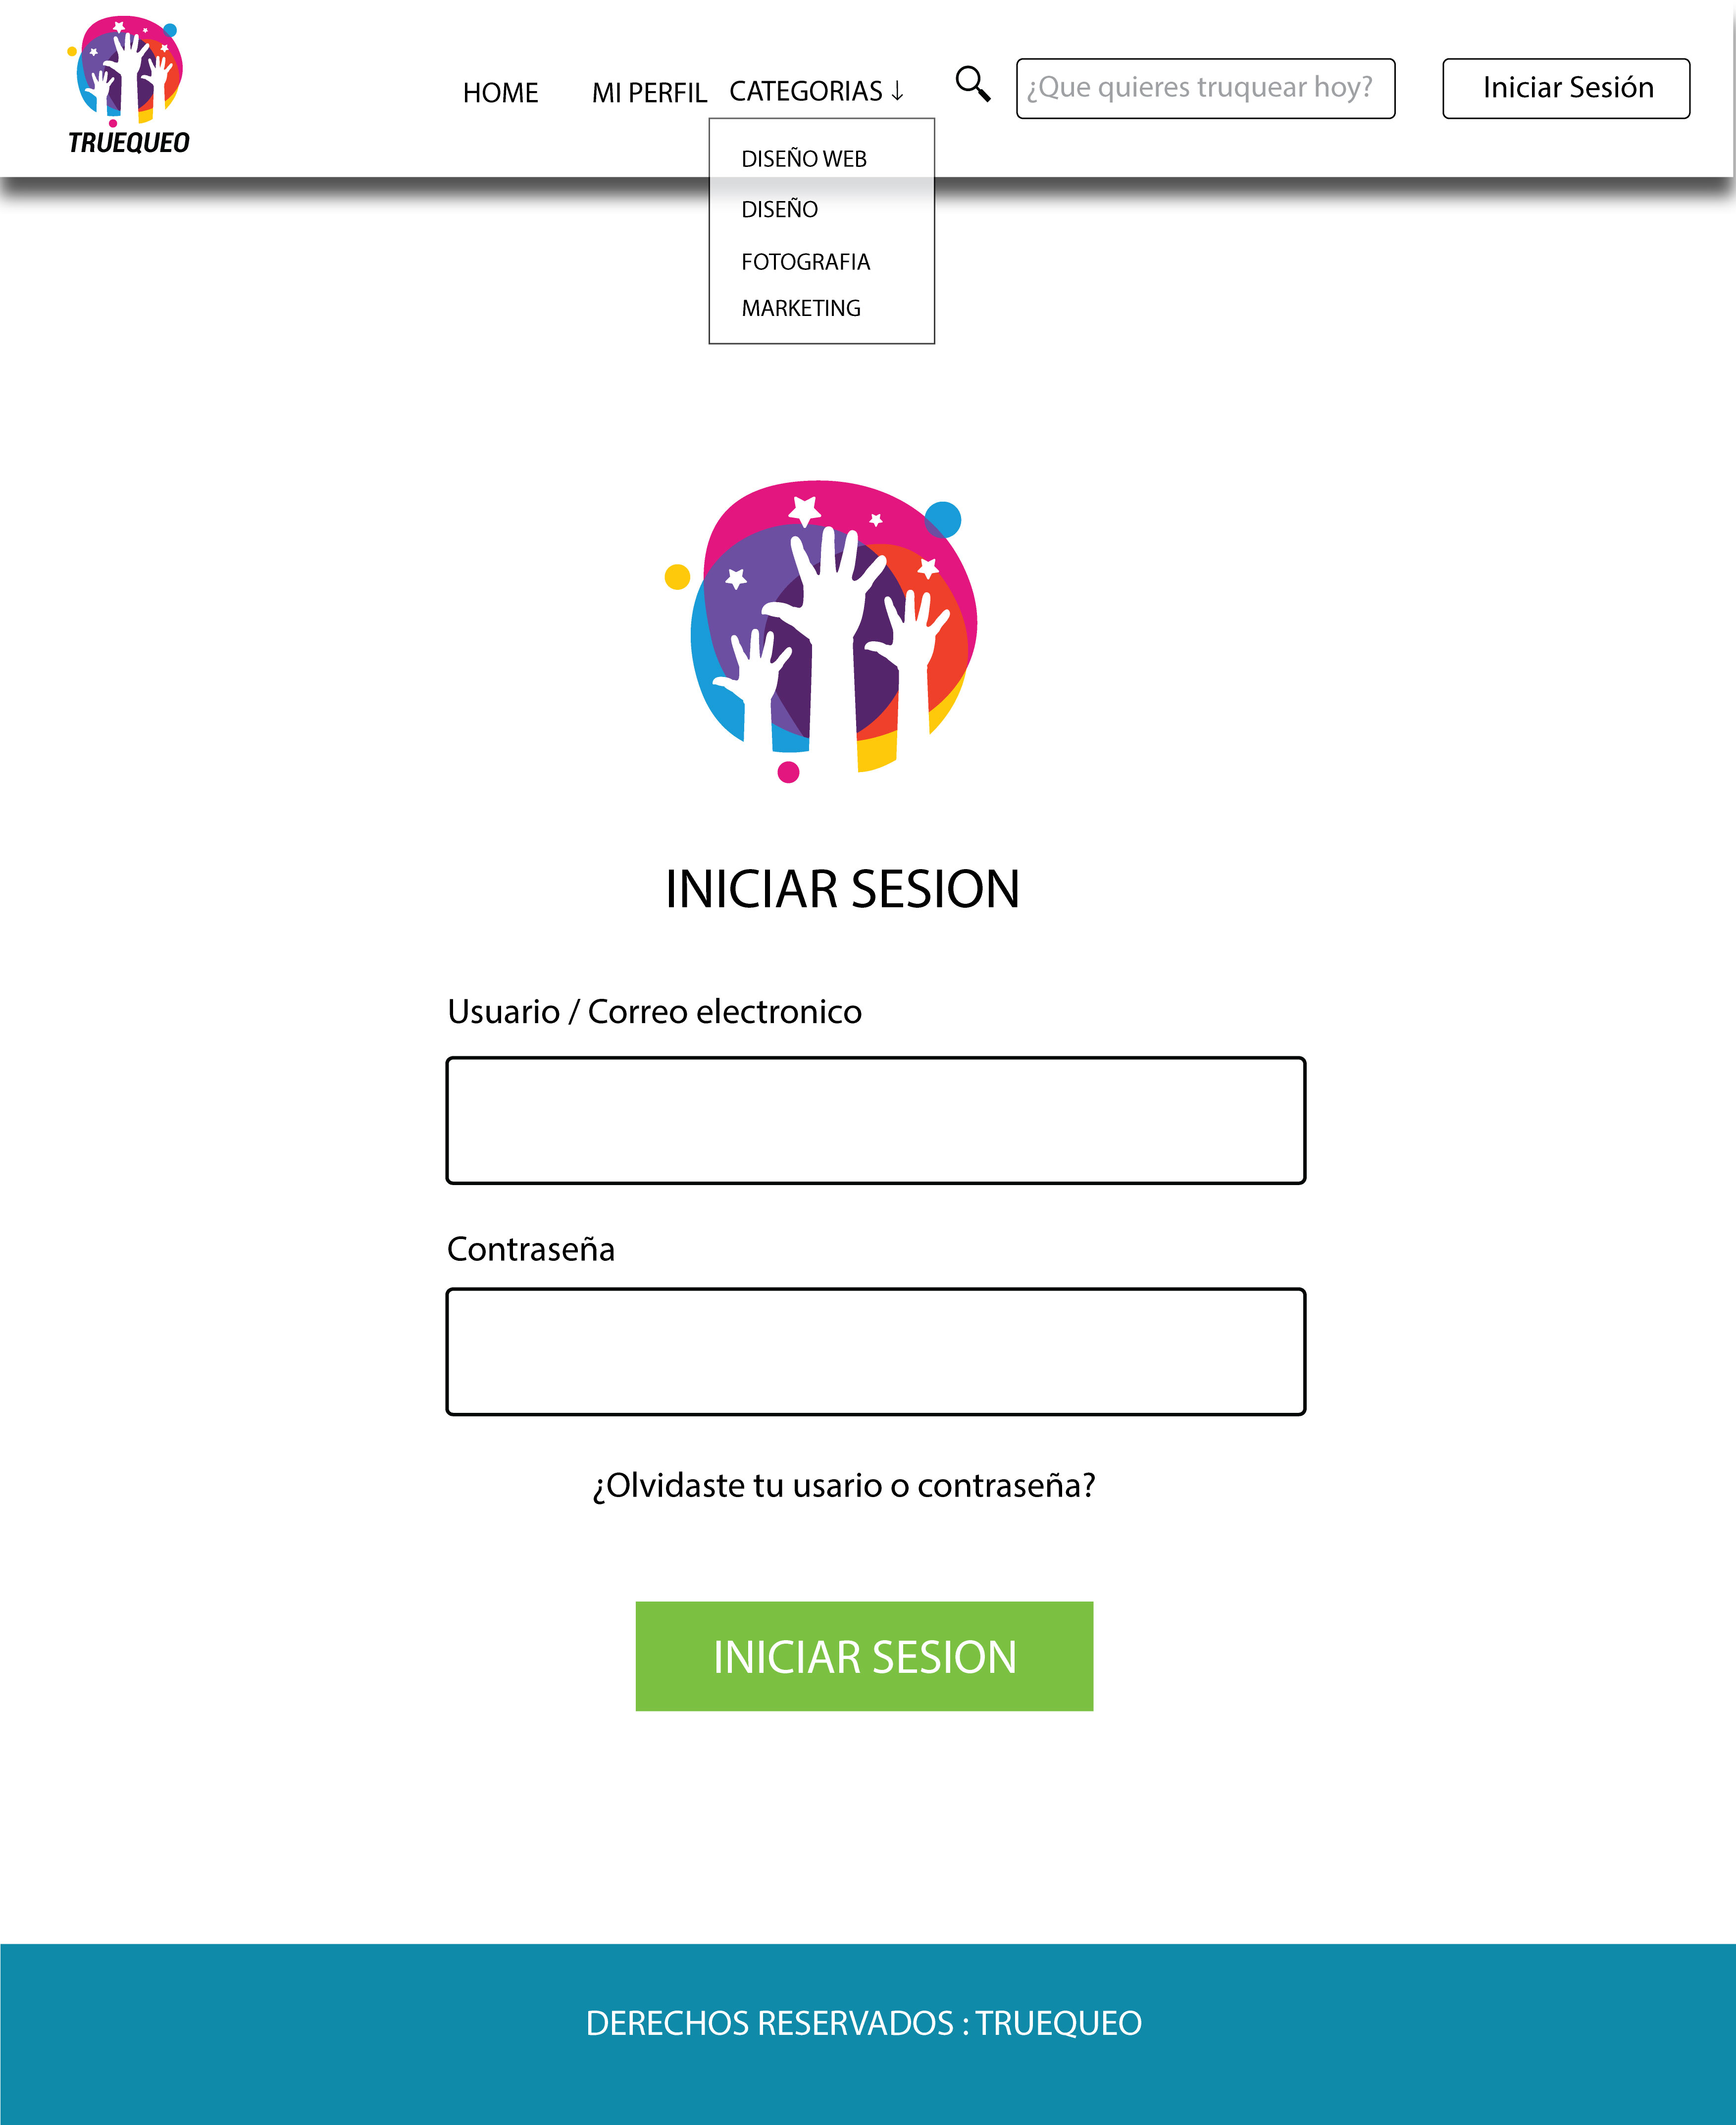 TRUEQUEO
HOME
MI PERFIL
CATEGORIAS ↓
¿Que quieres truquear hoy?
Iniciar Sesión
DISEÑO WEB
DISEÑO
FOTOGRAFIA
MARKETING
INICIAR SESION
Usuario / Correo electronico
Contraseña
¿Olvidaste tu usario o contraseña?
INICIAR SESION
DERECHOS RESERVADOS : TRUEQUEO